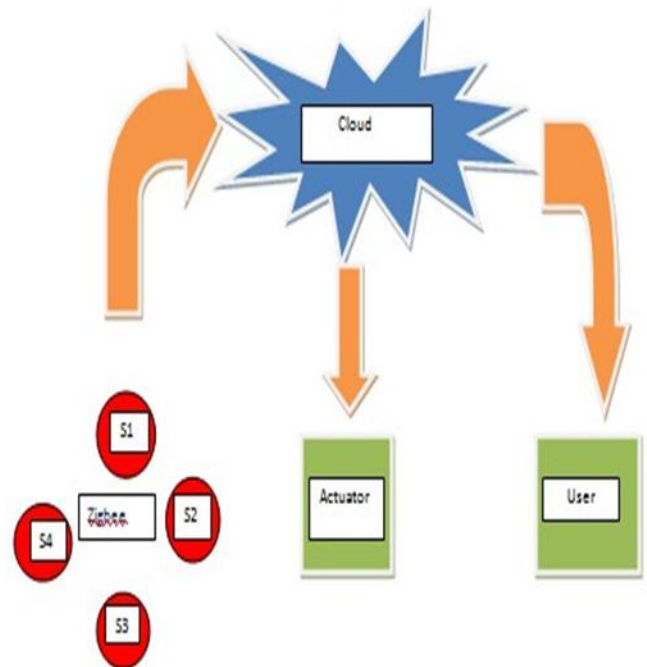 Cloud
S1
Zigbee
S2
S4
S3
Actuator
User